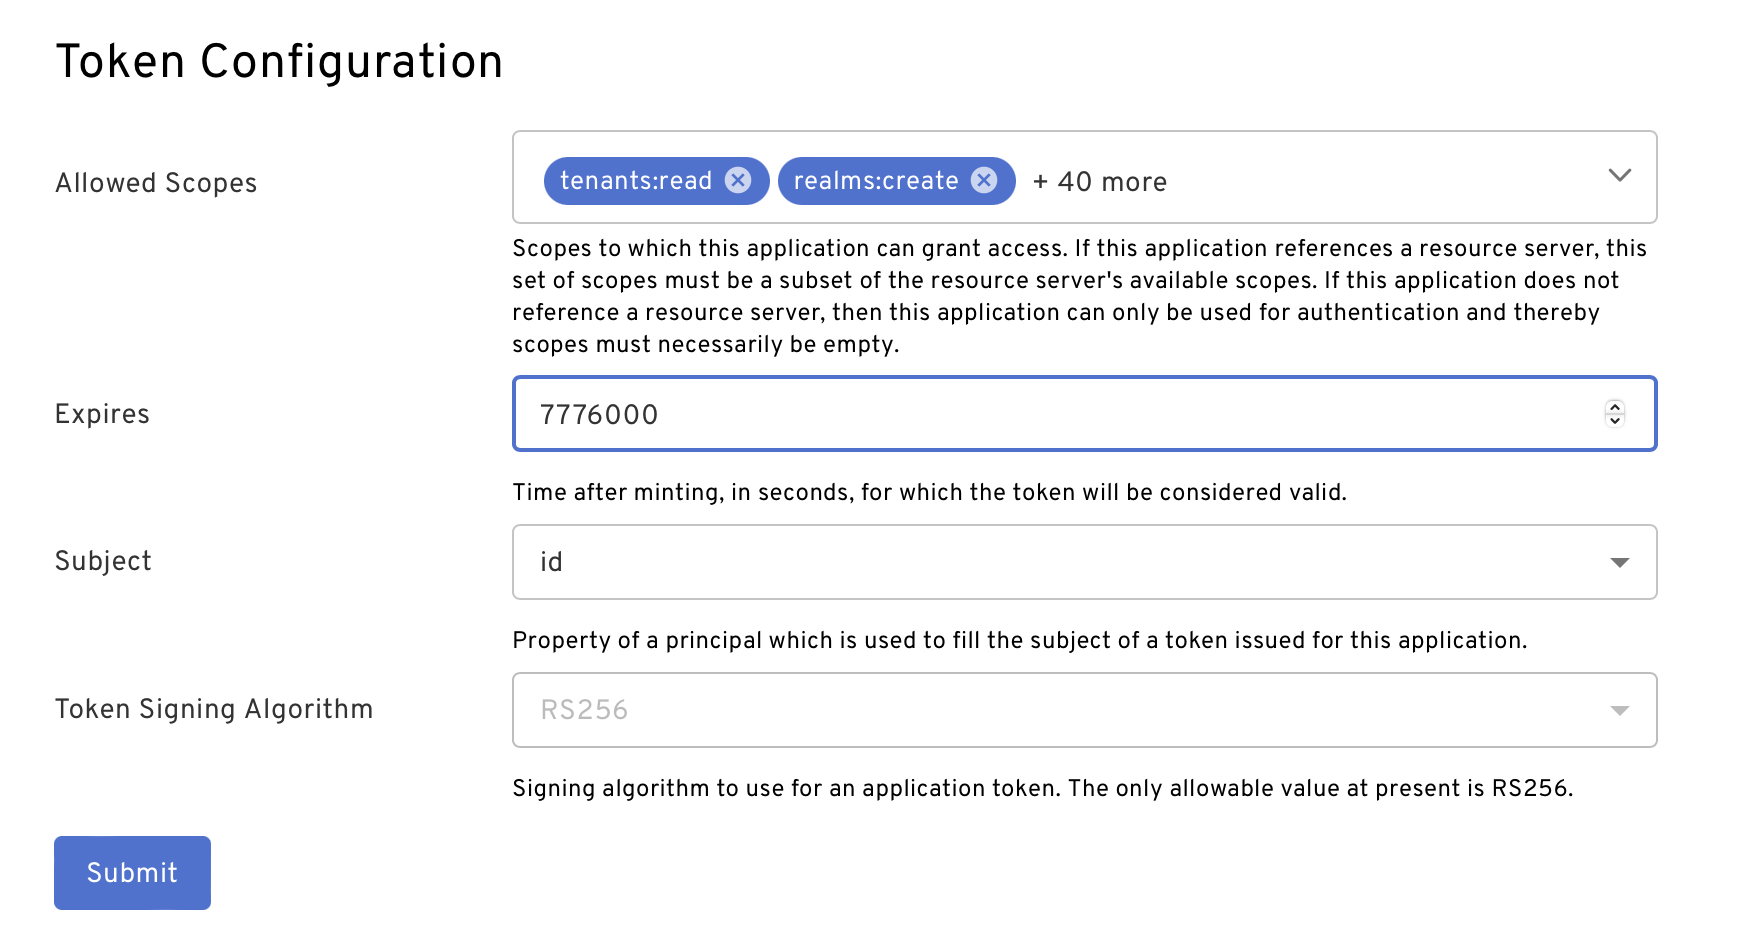 Token Configuration
Allowed Scopes
tenants:read realms:create + 40 more
Scopes to which this application can grant access. If this application references a resource server, this
set of scopes must be a subset of the resource server's available scopes. If this application does not
reference a resource server, then this application can only be used for authentication and thereby
scopes must necessarily be empty.
Expires
7776000
Time after minting, in seconds, for which the token will be considered valid.
Subject
id
Property of a principal which is used to fill the subject of a token issued for this application.
Token Signing Algorithm
RS256
Signing algorithm to use for an application token. The only allowable value at present is RS256.
Submit